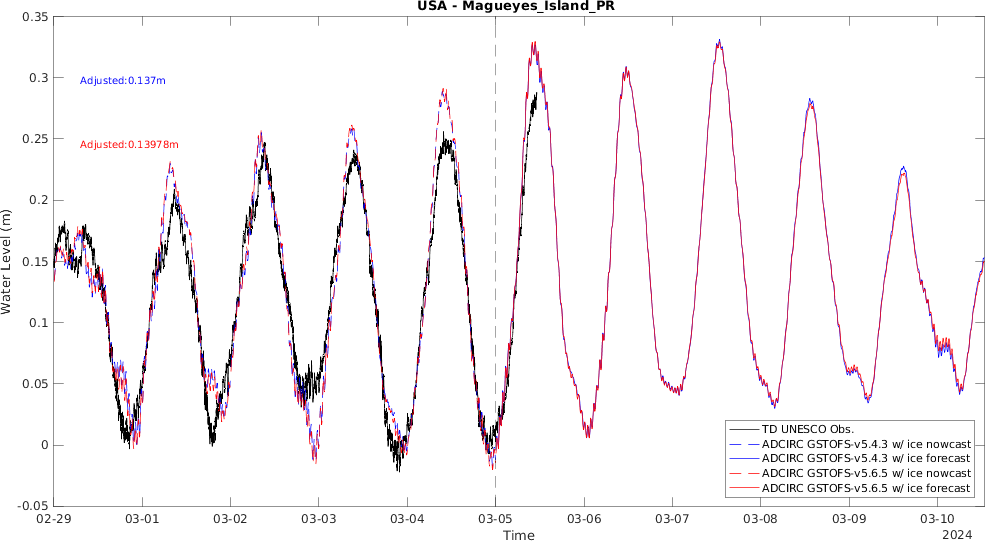 USA - Magueyes_Island_PR
0.35
0.3
0.25
0.2
0.15
0.1
0.05
0
-0.05
Water Level (m)
Adjusted:0.137m
Adjusted:0.13978m
TD UNESCO Obs.
ADCIRC GSTOFS-v5.4.3 w/ ice nowcast
ADCIRC GSTOFS-v5.4.3 w/ ice forecast
ADCIRC GSTOFS-v5.6.5 w/ ice nowcast
ADCIRC GSTOFS-v5.6.5 w/ ice forecast
02-29 03-01 03-02 03-03 03-04 03-05 03-06 03-07 03-08 03-09 03-10
Time
2024